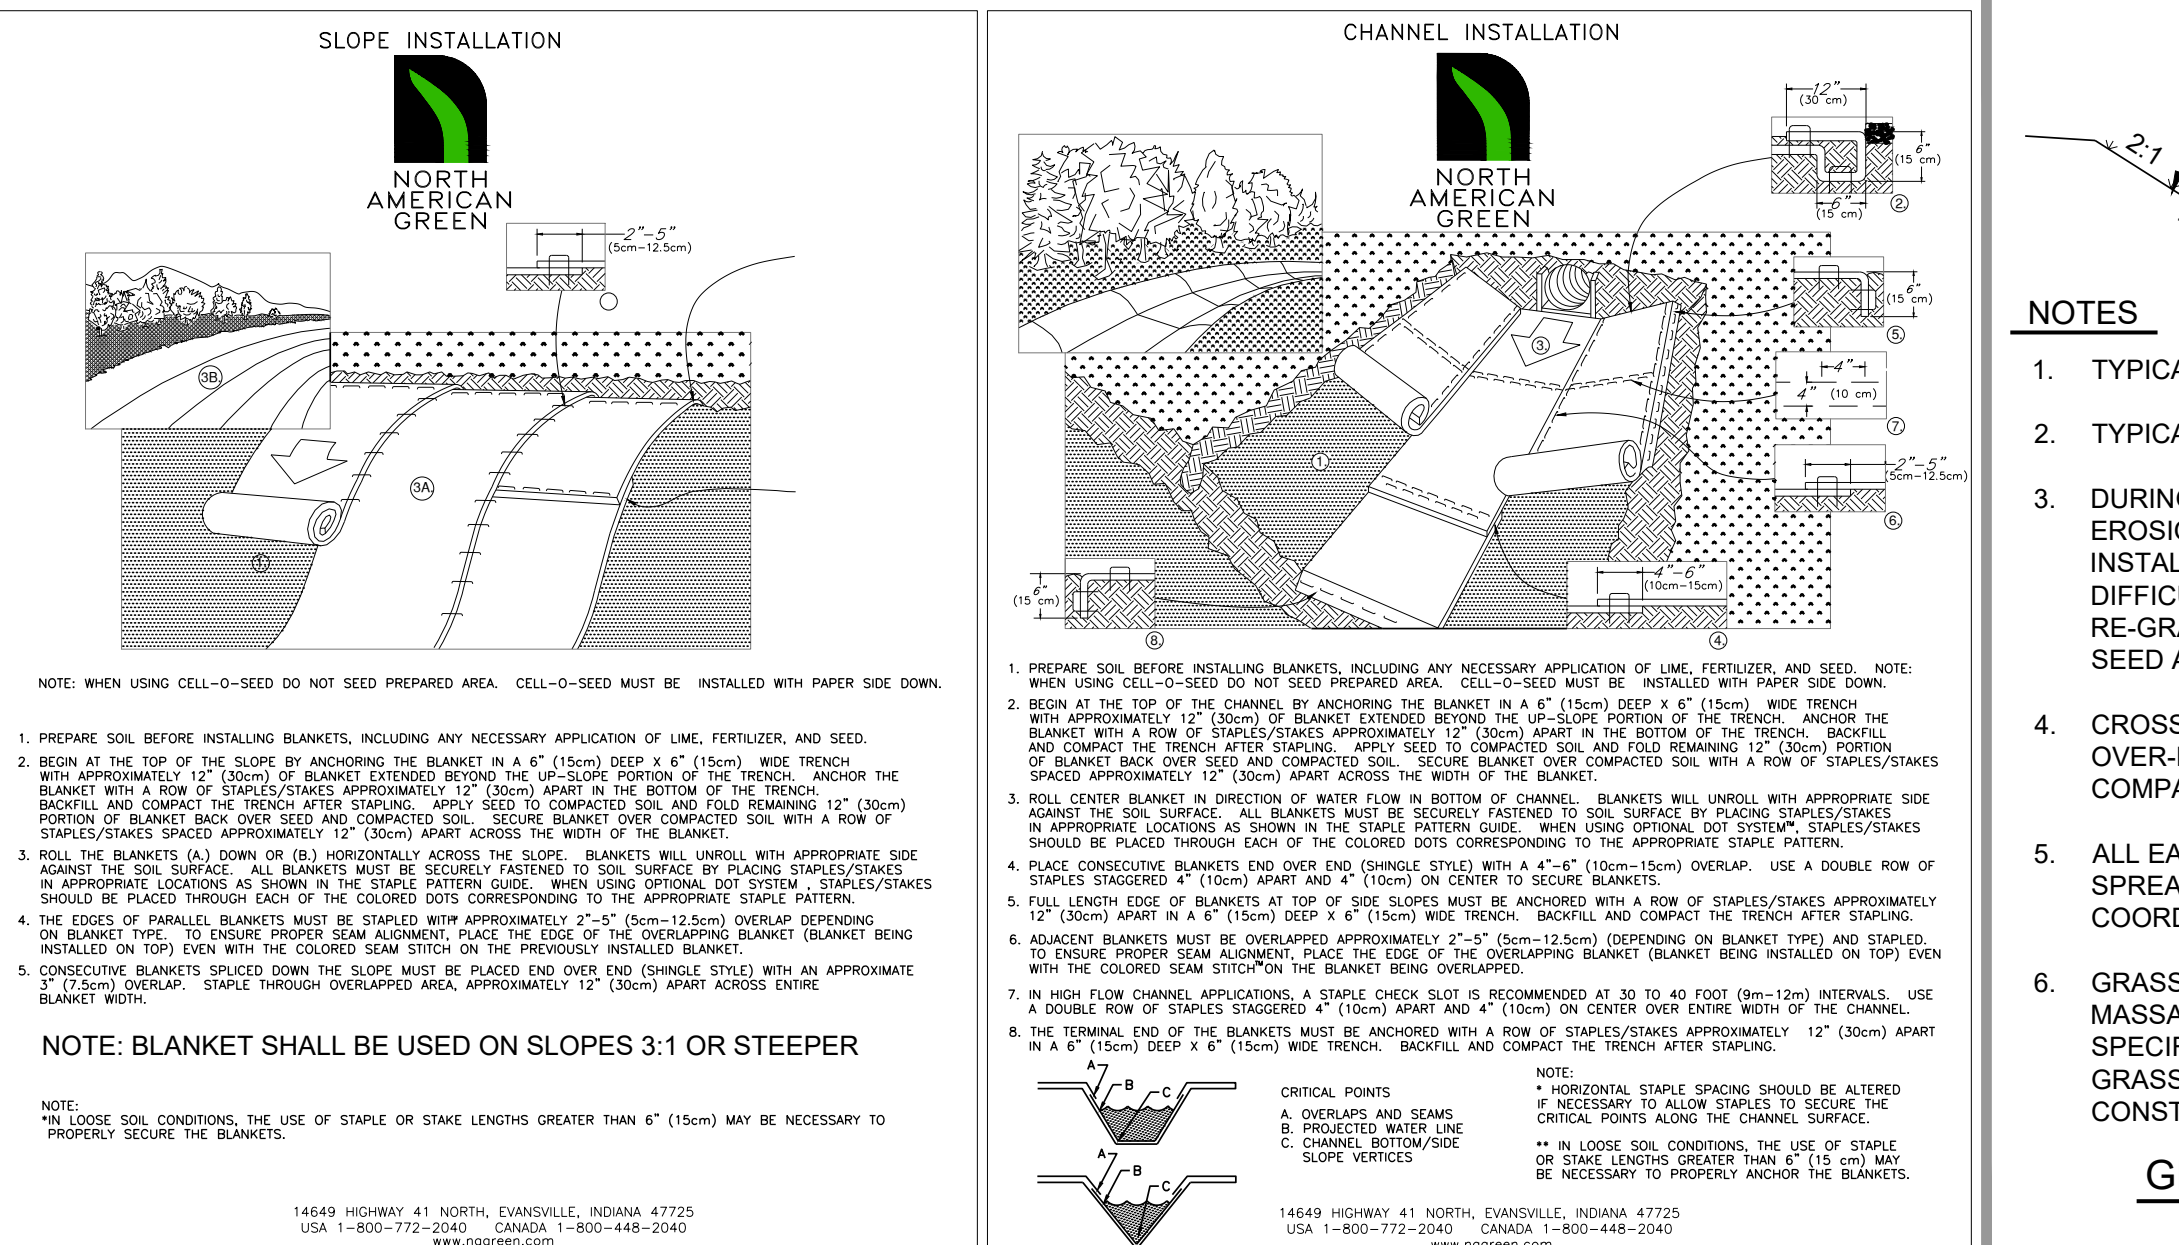 SLOPE INSTALLATION
NORTH
AMERICAN
GREEN
2"-5"
(5cm-12.5cm)
3B.
3A.
1.
NOTE: WHEN USING CELL-O-SEED DO NOT SEED PREPARED AREA. CELL-O-SEED MUST BE INSTALLED WITH PAPER SIDE DOWN.
1. PREPARE SOIL BEFORE INSTALLING BLANKETS, INCLUDING ANY NECESSARY APPLICATION OF LIME, FERTILIZER, AND SEED.
2. BEGIN AT THE TOP OF THE SLOPE BY ANCHORING THE BLANKET IN A 6" (15cm) DEEP X 6" (15cm) WIDE TRENCH
WITH APPROXIMATELY 12" (30cm) OF BLANKET EXTENDED BEYOND THE UP-SLOPE PORTION OF THE TRENCH. ANCHOR THE
BLANKET WITH A ROW OF STAPLES/STAKES APPROXIMATELY 12" (30cm) APART IN THE BOTTOM OF THE TRENCH.
BACKFILL AND COMPACT THE TRENCH AFTER STAPLING. APPLY SEED TO COMPACTED SOIL AND FOLD REMAINING 12" (30cm)
PORTION OF BLANKET BACK OVER SEED AND COMPACTED SOIL. SECURE BLANKET OVER COMPACTED SOIL WITH A ROW OF
STAPLES/STAKES SPACED APPROXIMATELY 12" (30cm) APART ACROSS THE WIDTH OF THE BLANKET.
3. ROLL THE BLANKETS (A.) DOWN OR (B.) HORIZONTALLY ACROSS THE SLOPE. BLANKETS WILL UNROLL WITH APPROPRIATE SIDE
AGAINST THE SOIL SURFACE. ALL BLANKETS MUST BE SECURELY FASTENED TO SOIL SURFACE BY PLACING STAPLES/STAKES
IN APPROPRIATE LOCATIONS AS SHOWN IN THE STAPLE PATTERN GUIDE. WHEN USING OPTIONAL DOT SYSTEM , STAPLES/STAKES
SHOULD BE PLACED THROUGH EACH OF THE COLORED DOTS CORRESPONDING TO THE APPROPRIATE STAPLE PATTERN.
4. THE EDGES OF PARALLEL BLANKETS MUST BE STAPLED WITH APPROXIMATELY 2"-5" (5cm-12.5cm) OVERLAP DEPENDING
ON BLANKET TYPE. TO ENSURE PROPER SEAM ALIGNMENT, PLACE THE EDGE OF THE OVERLAPPING BLANKET (BLANKET BEING
INSTALLED ON TOP) EVEN WITH THE COLORED SEAM STITCH ON THE PREVIOUSLY INSTALLED BLANKET.
5. CONSECUTIVE BLANKETS SPLICED DOWN THE SLOPE MUST BE PLACED END OVER END (SHINGLE STYLE) WITH AN APPROXIMATE
3" (7.5cm) OVERLAP. STAPLE THROUGH OVERLAPPED AREA, APPROXIMATELY 12" (30cm) APART ACROSS ENTIRE
BLANKET WIDTH.
NOTE: BLANKET SHALL BE USED ON SLOPES 3:1 OR STEEPER
NOTE:
*IN LOOSE SOIL CONDITIONS, THE USE OF STAPLE OR STAKE LENGTHS GREATER THAN 6" (15cm) MAY BE NECESSARY TO
PROPERLY SECURE THE BLANKETS.
14649 HIGHWAY 41 NORTH, EVANSVILLE, INDIANA 47725
USA 1-800-772-2040 CANADA 1-800-448-2040
www.nagreen.com
CHANNEL INSTALLATION
NORTH
AMERICAN
GREEN
12"
(30 cm)
6"
(15 cm)
6"
(15 cm)
2.
6"
(15 cm)
5.
3.
4"
4" (10 cm)
7.
1.
2"-5"
(5cm-12.5cm)
6.
6"
(15 cm)
8.
4"-6"
(10cm-15cm)
4.
1. PREPARE SOIL BEFORE INSTALLING BLANKETS, INCLUDING ANY NECESSARY APPLICATION OF LIME, FERTILIZER, AND SEED. NOTE:
WHEN USING CELL-O-SEED DO NOT SEED PREPARED AREA. CELL-O-SEED MUST BE INSTALLED WITH PAPER SIDE DOWN.
2. BEGIN AT THE TOP OF THE CHANNEL BY ANCHORING THE BLANKET IN A 6" (15cm) DEEP X 6" (15cm) WIDE TRENCH
WITH APPROXIMATELY 12" (30cm) OF BLANKET EXTENDED BEYOND THE UP-SLOPE PORTION OF THE TRENCH. ANCHOR THE
BLANKET WITH A ROW OF STAPLES/STAKES APPROXIMATELY 12" (30cm) APART IN THE BOTTOM OF THE TRENCH. BACKFILL
AND COMPACT THE TRENCH AFTER STAPLING. APPLY SEED TO COMPACTED SOIL AND FOLD REMAINING 12" (30cm) PORTION
OF BLANKET BACK OVER SEED AND COMPACTED SOIL. SECURE BLANKET OVER COMPACTED SOIL WITH A ROW OF STAPLES/STAKES
SPACED APPROXIMATELY 12" (30cm) APART ACROSS THE WIDTH OF THE BLANKET.
3. ROLL CENTER BLANKET IN DIRECTION OF WATER FLOW IN BOTTOM OF CHANNEL. BLANKETS WILL UNROLL WITH APPROPRIATE SIDE
AGAINST THE SOIL SURFACE. ALL BLANKETS MUST BE SECURELY FASTENED TO SOIL SURFACE BY PLACING STAPLES/STAKES
IN APPROPRIATE LOCATIONS AS SHOWN IN THE STAPLE PATTERN GUIDE. WHEN USING OPTIONAL DOT SYSTEM™, STAPLES/STAKES
SHOULD BE PLACED THROUGH EACH OF THE COLORED DOTS CORRESPONDING TO THE APPROPRIATE STAPLE PATTERN.
4. PLACE CONSECUTIVE BLANKETS END OVER END (SHINGLE STYLE) WITH A 4"-6" (10cm-15cm) OVERLAP. USE A DOUBLE ROW OF
STAPLES STAGGERED 4" (10cm) APART AND 4" (10cm) ON CENTER TO SECURE BLANKETS.
5. FULL LENGTH EDGE OF BLANKETS AT TOP OF SIDE SLOPES MUST BE ANCHORED WITH A ROW OF STAPLES/STAKES APPROXIMATELY
12" (30cm) APART IN A 6" (15cm) DEEP X 6" (15cm) WIDE TRENCH. BACKFILL AND COMPACT THE TRENCH AFTER STAPLING.
6. ADJACENT BLANKETS MUST BE OVERLAPPED APPROXIMATELY 2"-5" (5cm-12.5cm) (DEPENDING ON BLANKET TYPE) AND STAPLED.
TO ENSURE PROPER SEAM ALIGNMENT, PLACE THE EDGE OF THE OVERLAPPING BLANKET (BLANKET BEING INSTALLED ON TOP) EVEN
WITH THE COLORED SEAM STITCH™ON THE BLANKET BEING OVERLAPPED.
7. IN HIGH FLOW CHANNEL APPLICATIONS, A STAPLE CHECK SLOT IS RECOMMENDED AT 30 TO 40 FOOT (9m-12m) INTERVALS. USE
A DOUBLE ROW OF STAPLES STAGGERED 4" (10cm) APART AND 4" (10cm) ON CENTER OVER ENTIRE WIDTH OF THE CHANNEL.
8. THE TERMINAL END OF THE BLANKETS MUST BE ANCHORED WITH A ROW OF STAPLES/STAKES APPROXIMATELY 12" (30cm) APART
IN A 6" (15cm) DEEP X 6" (15cm) WIDE TRENCH. BACKFILL AND COMPACT THE TRENCH AFTER STAPLING.
A
B
C
A
B
C
CRITICAL POINTS
A. OVERLAPS AND SEAMS
B. PROJECTED WATER LINE
C. CHANNEL BOTTOM/SIDE
SLOPE VERTICES
NOTE:
* HORIZONTAL STAPLE SPACING SHOULD BE ALTERED
IF NECESSARY TO ALLOW STAPLES TO SECURE THE
CRITICAL POINTS ALONG THE CHANNEL SURFACE.
** IN LOOSE SOIL CONDITIONS, THE USE OF STAPLE
OR STAKE LENGTHS GREATER THAN 6" (15 cm) MAY
BE NECESSARY TO PROPERLY ANCHOR THE BLANKETS.
14649 HIGHWAY 41 NORTH, EVANSVILLE, INDIANA 47725
USA 1-800-772-2040 CANADA 1-800-448-2040
2:1
NOTES
1. TYPICA
2. TYPICA
3. DURING
EROSIO
INSTAL
DIFFICU
RE-GRA
SEED A
4. CROSS
OVER-
COMPA
5. ALL EA
SPREA
COORD
6. GRASS
MASSA
SPECIF
GRASS
CONST
G